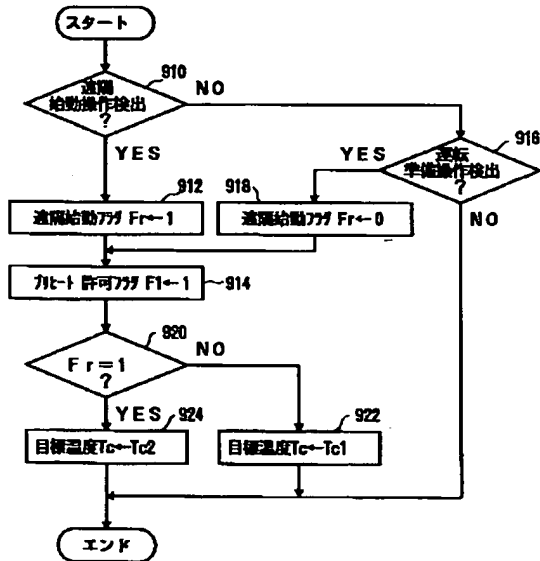 スタート
910
遠隔
始動操作検出
?
NO
YES
916
運転
準備操作検出
?
YES
NO
912
遠隔始動フラグ Fr←1
918
遠隔始動フラグ Fr←0
プリヒート 許可フラグ F1←1
914
920
Fr=1
?
NO
YES
924
目標温度Tc←Tc2
922
目標温度Tc←Tc1
エンド